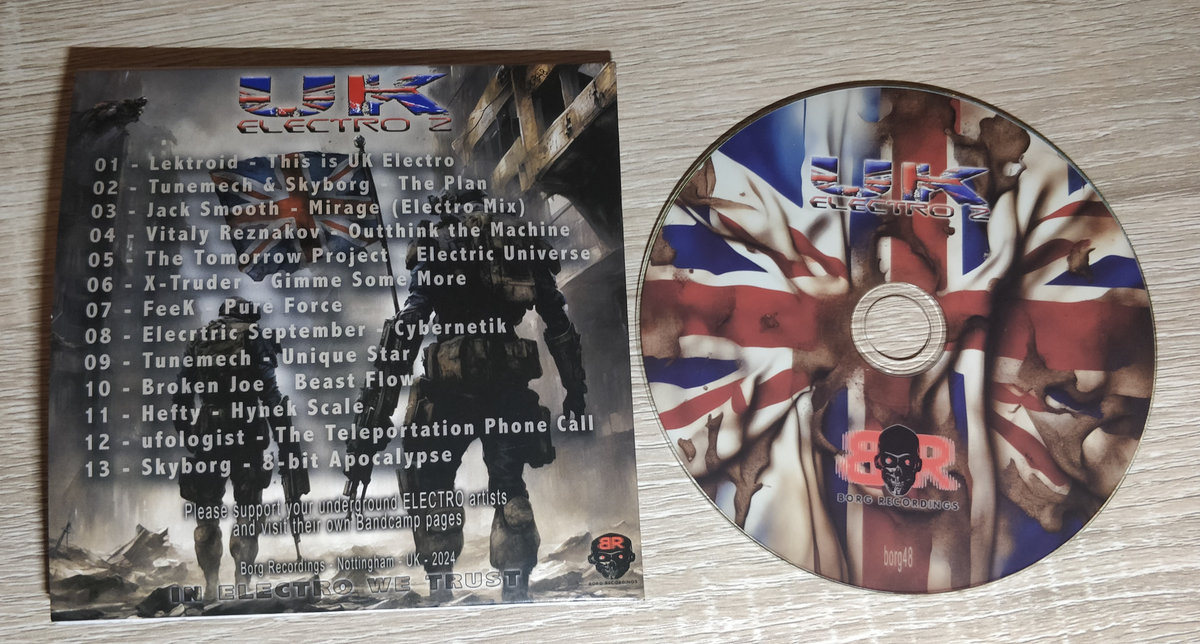 UK
ELECTRO 2
01 - Lektroid - This is UK Electro
02 - Tunemech & Skyborg - The Plan
03 - Jack Smooth - Mirage (Electro Mix)
04 - Vitaly Reznakov - Outthink the Machine
05 - The Tomorrow Project - Electric Universe
06 - X-Truder - Gimme Some More
07 - FeeK - Pure Force
08 - Elecrtric September - Cybernetik
09 - Tunemech - Unique Star
10 - Broken Joe - Beast Flow
11 - Hefty - Hynek Scale
12 - ufologist - The Teleportation Phone Call
13 - Skyborg - 8-bit Apocalypse
Please support your underground ELECTRO artists
and visit their own Bandcamp pages
Borg Recordings - Nottingham - UK - 2024
IN ELECTRO WE TRUST
BR
BORG RECORDINGS
UK
ELECTRO 2
BR
BORG RECORDINGS
borg48